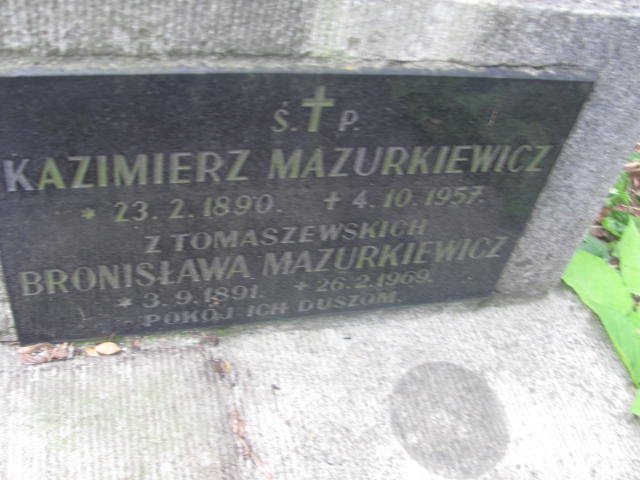 Ś. † P.
KAZIMIERZ MAZURKIEWICZ
* 23. 2. 1890. † 4. 10. 1957.
Z TOMASZEWSKICH
BRONISŁAWA MAZURKIEWICZ
* 3. 9. 1891. † 26. 2. 1969.
POKÓJ ICH DUSZOM.